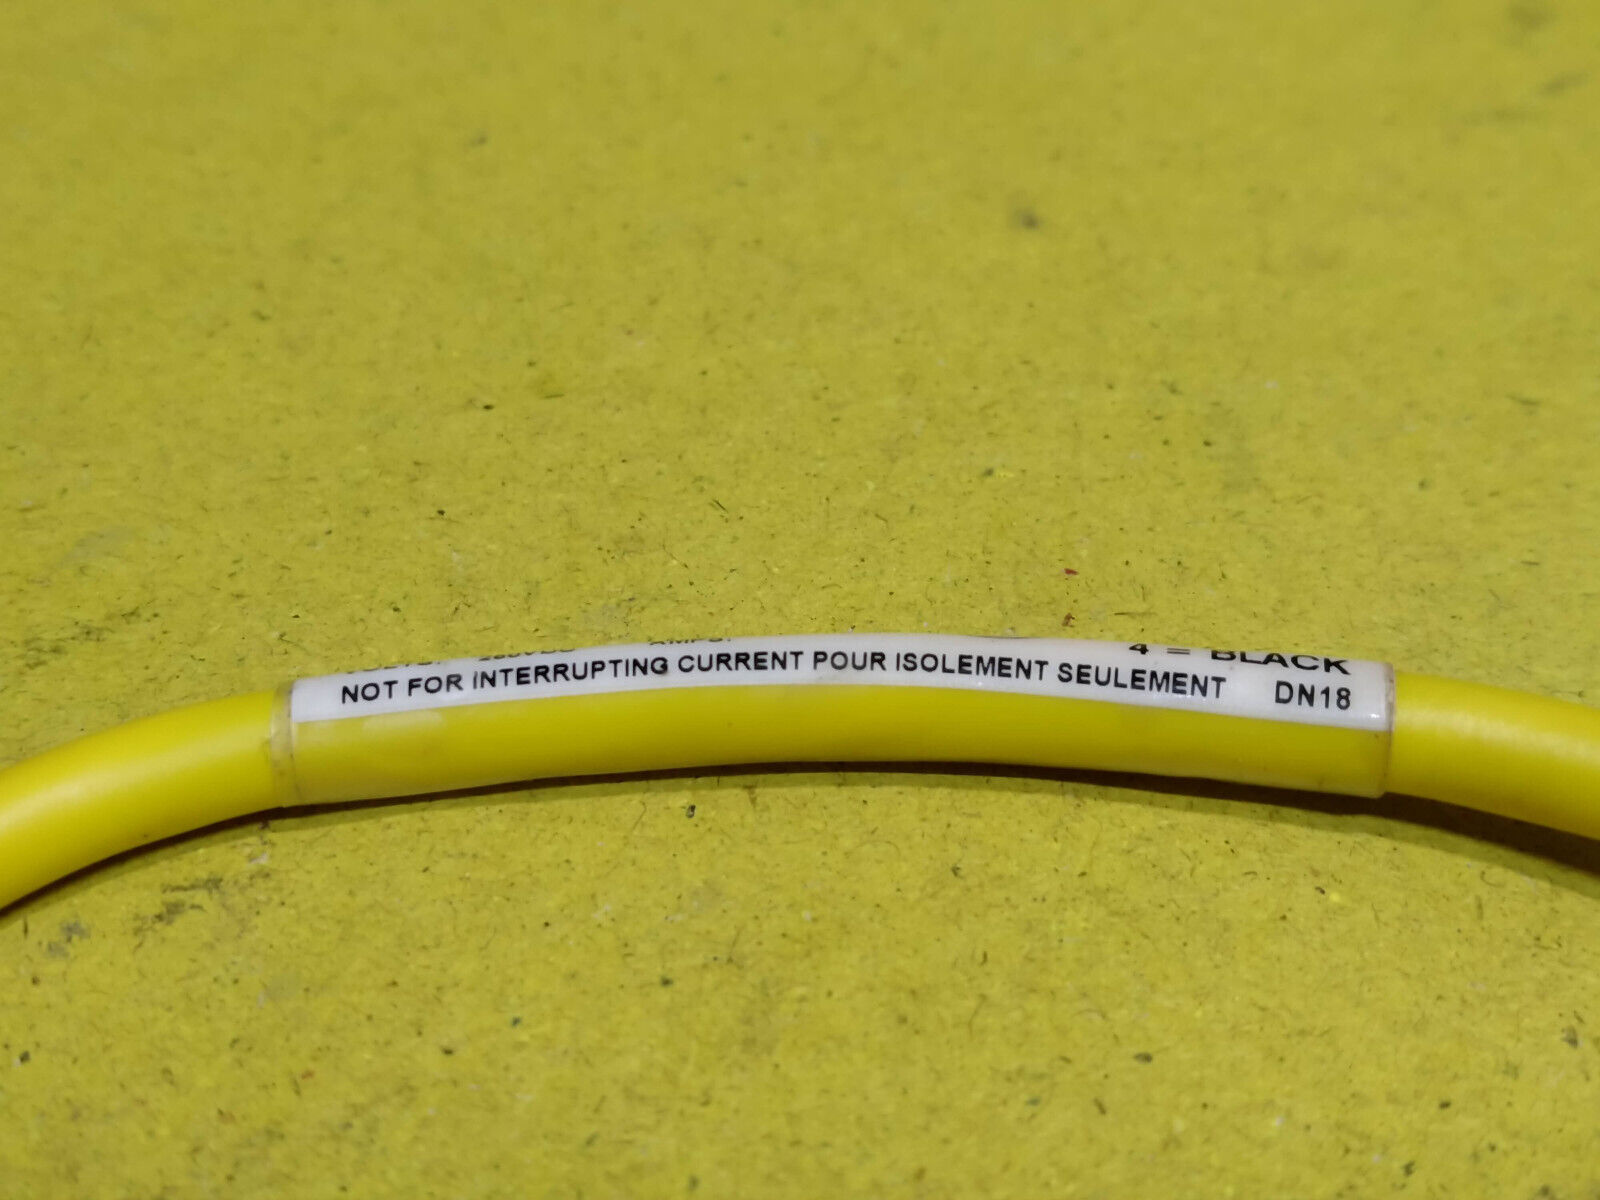 4 = BLACK
NOT FOR INTERRUPTING CURRENT POUR ISOLEMENT SEULEMENT DN18